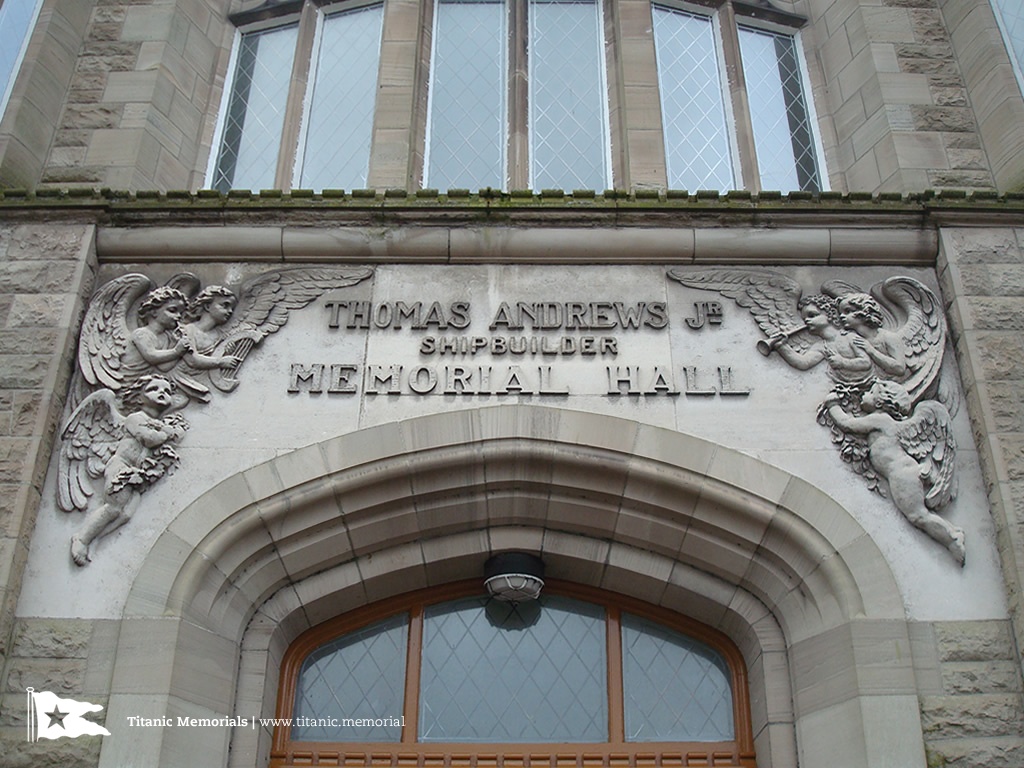 THOMAS ANDREWS JR
SHIPBUILDER
MEMORIAL HALL
Titanic Memorials | www.titanic.memorial